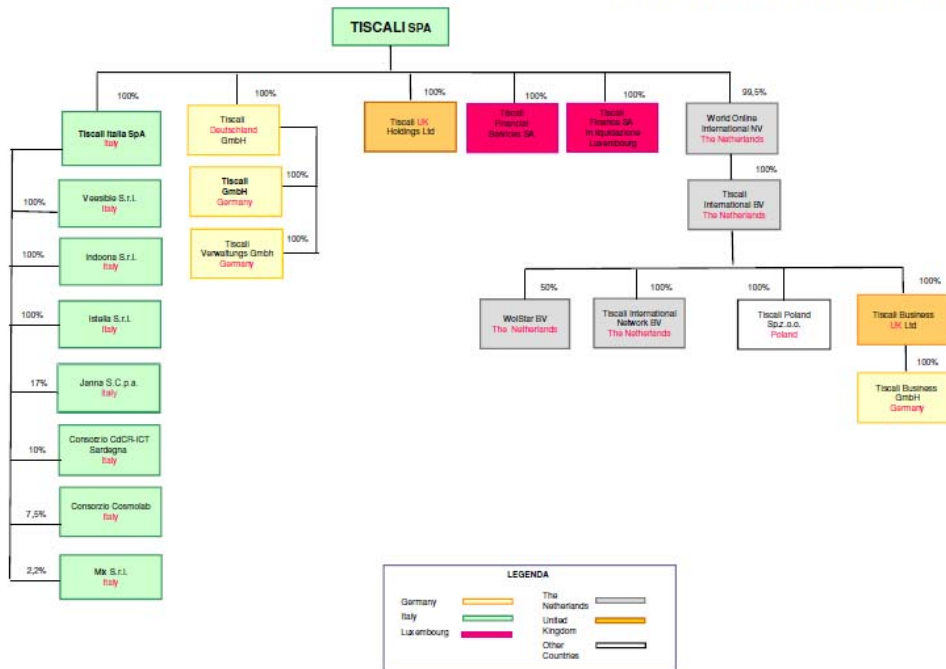 TISCALI SPA
100%
100%
100%
100%
100%
99,5%
Tiscali Italia SpA
Italy
Tiscali
Deutschland
GmbH
Tiscali UK
Holdings Ltd
Tiscali
Financial
Services SA
Tiscali
Finance SA
In liquidazione
Luxembourg
World Online
International NV
The Netherlands
100%
Veesible S.r.l.
Italy
100%
Tiscali
GmbH
Germany
100%
Tiscali
International BV
The Netherlands
100%
Indoona S.r.l.
Italy
100%
Tiscali
Verwaltungs Gmbh
Germany
100%
Istella S.r.l.
Italy
50%
WolStar BV
The Netherlands
100%
Tiscali International
Network BV
The Netherlands
100%
Tiscali Poland
Sp.z.o.o.
Poland
100%
Tiscali Business
UK Ltd
17%
Janna S.C.p.a.
Italy
100%
Tiscali Business
GmbH
Germany
10%
Consorzio CdCR-ICT
Sardegna
Italy
7,5%
Consorzio Cosmolab
Italy
2,2%
Mix S.r.l.
Italy
LEGENDA
Germany
Italy
Luxembourg
The
Netherlands
United
Kingdom
Other
Countries